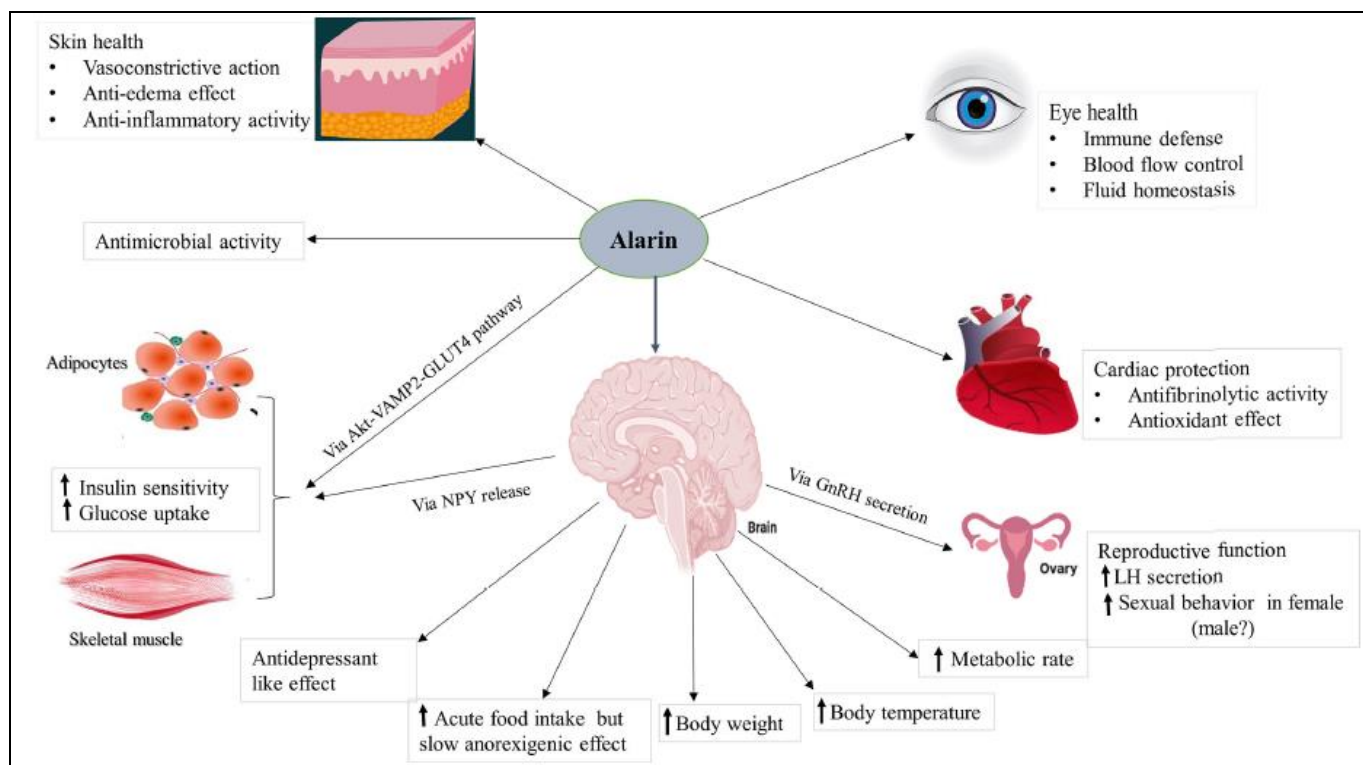 Skin health
• Vasoconstrictive action
• Anti-edema effect
• Anti-inflammatory activity
Eye health
• Immune defense
• Blood flow control
• Fluid homeostasis
Alarin
Antimicrobial activity
Via Akt-VAMP2-GLUT4 pathway
Adipocytes
Cardiac protection
• Antifibrinolytic activity
• Antioxidant effect
↑ Insulin sensitivity
↑ Glucose uptake
Via NPY release
Via GnRH secretion
Brain
Skeletal muscle
Ovary
Reproductive function
↑ LH secretion
↑ Sexual behavior in female
(male?)
Antidepressant
like effect
↑ Acute food intake but
slow anorexigenic effect
↑ Body weight
↑ Body temperature
↑ Metabolic rate